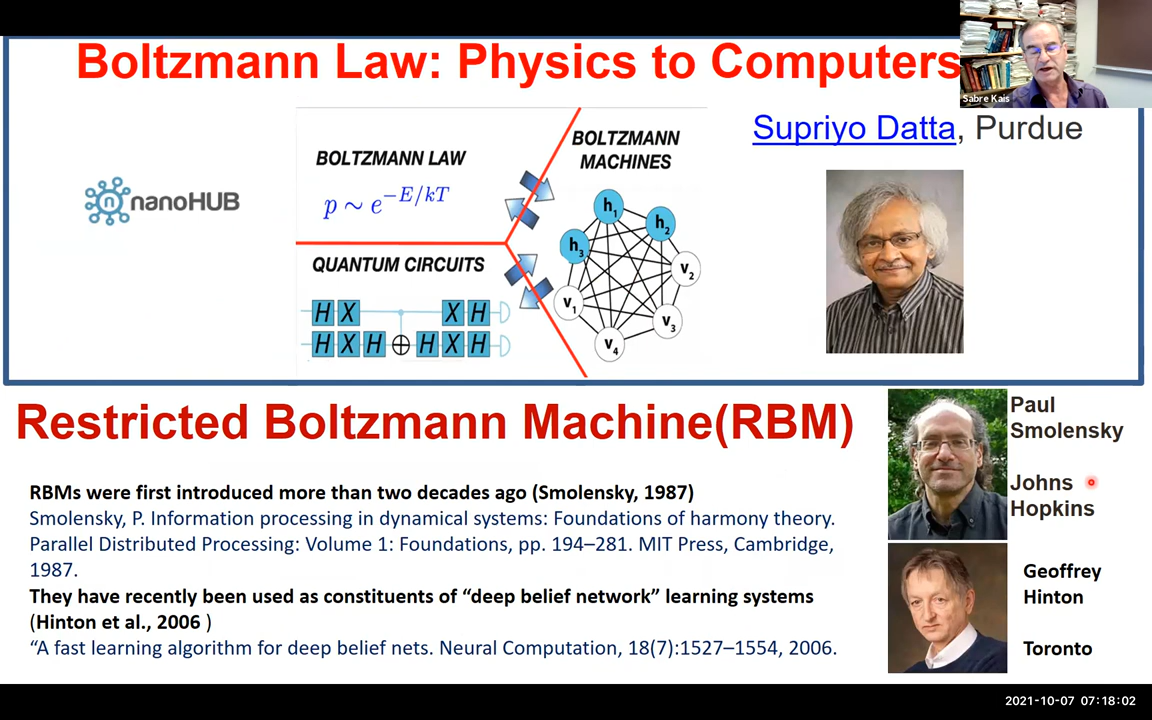 Boltzmann Law: Physics to Computers
Sabre Kais
Supriyo Datta, Purdue
nanoHUB
BOLTZMANN LAW
p ~ e^{-E/kT}
BOLTZMANN
MACHINES
h1
h2
h3
v2
v1
v3
v4
QUANTUM CIRCUITS
H X X H
H X H H X H
Restricted Boltzmann Machine(RBM)
Paul
Smolensky
Johns
Hopkins
RBMs were first introduced more than two decades ago (Smolensky, 1987)
Smolensky, P. Information processing in dynamical systems: Foundations of harmony theory.
Parallel Distributed Processing: Volume 1: Foundations, pp. 194–281. MIT Press, Cambridge,
1987.
They have recently been used as constituents of “deep belief network” learning systems
(Hinton et al., 2006 )
“A fast learning algorithm for deep belief nets. Neural Computation, 18(7):1527–1554, 2006.
Geoffrey
Hinton
Toronto
2021-10-07 07:18:02